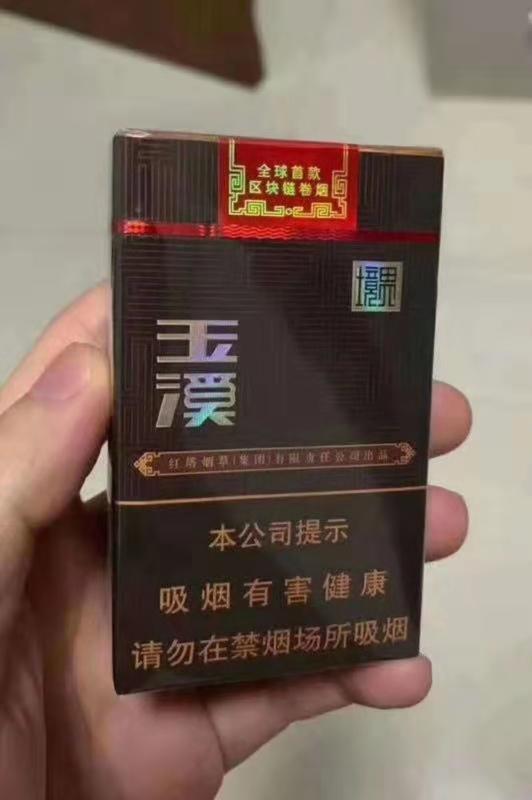 全球首款
区块链卷烟
境界
玉
溪
红塔烟草(集团)有限责任公司出品
本公司提示
吸烟有害健康
请勿在禁烟场所吸烟